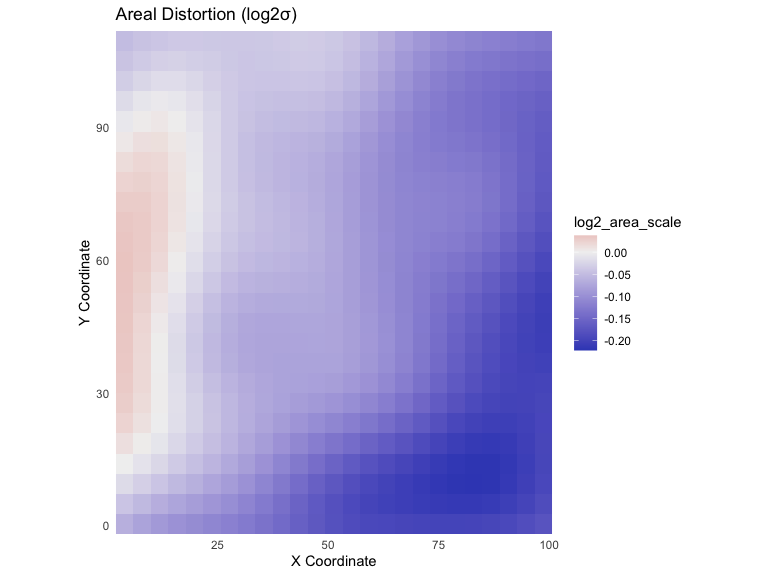 Areal Distortion (log2σ)
90
60
30
0
Y Coordinate
25 50 75 100
X Coordinate
log2_area_scale
0.00
-0.05
-0.10
-0.15
-0.20